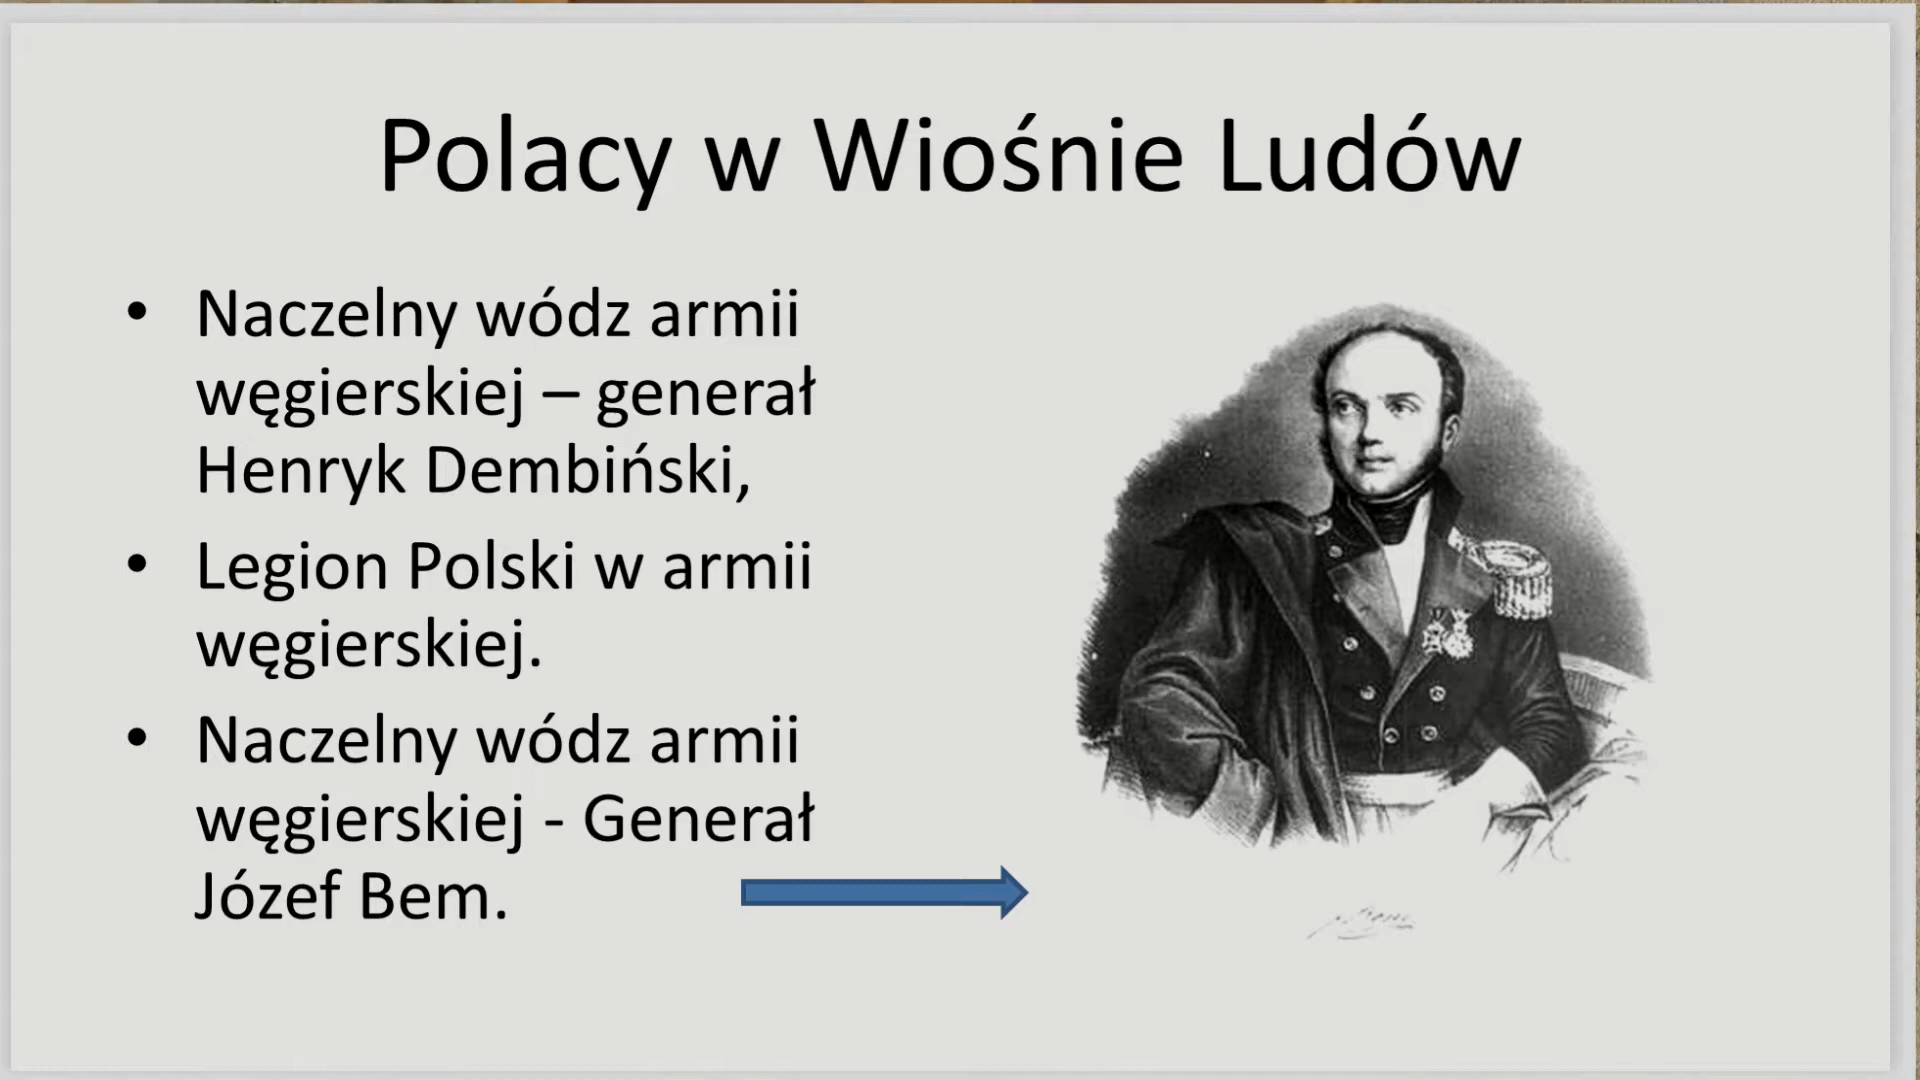 Polacy w Wiośnie Ludów
• Naczelny wódz armii
węgierskiej – generał
Henryk Dembiński,
• Legion Polski w armii
węgierskiej.
• Naczelny wódz armii
węgierskiej - Generał
Józef Bem.